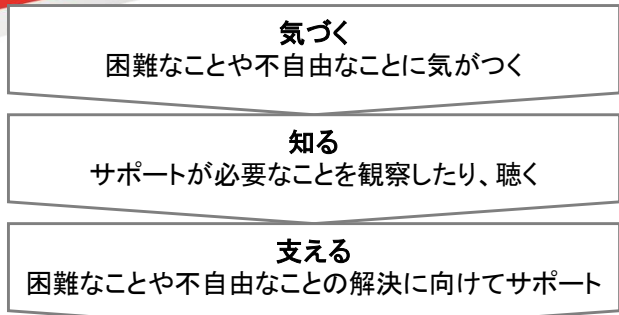 気づく
困難なことや不自由なことに気がつく
知る
サポートが必要なことを観察したり、聴く
支える
困難なことや不自由なことの解決に向けてサポート